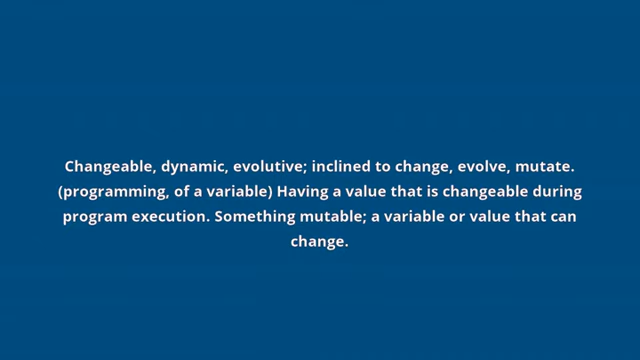 Changeable, dynamic, evolutive; inclined to change, evolve, mutate.
(programming, of a variable) Having a value that is changeable during
program execution. Something mutable; a variable or value that can
change.